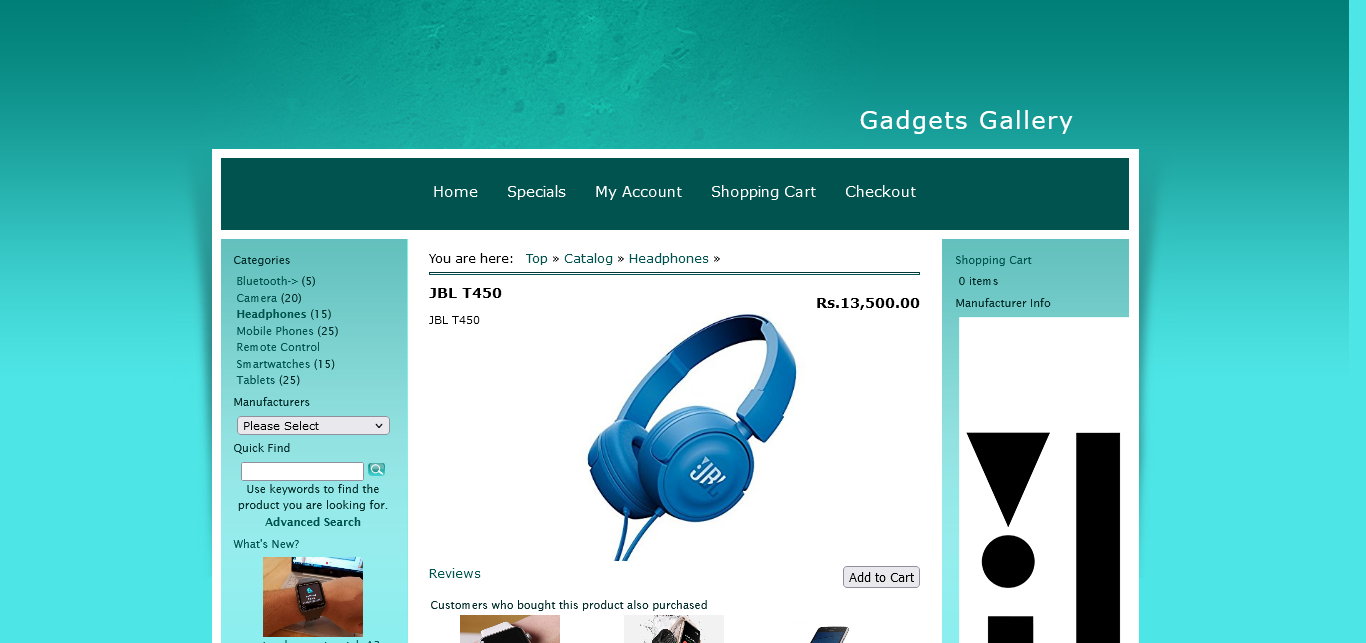 Gadgets Gallery
Home Specials My Account Shopping Cart Checkout
Categories
Bluetooth-> (5)
Camera (20)
Headphones (15)
Mobile Phones (25)
Remote Control
Smartwatches (15)
Tablets (25)
Manufacturers
Please Select
Quick Find
Use keywords to find the
product you are looking for.
Advanced Search
What's New?
You are here: Top » Catalog » Headphones »
JBL T450
Rs.13,500.00
JBL T450
JBL
Reviews
Add to Cart
Customers who bought this product also purchased
Shopping Cart
0 items
Manufacturer Info